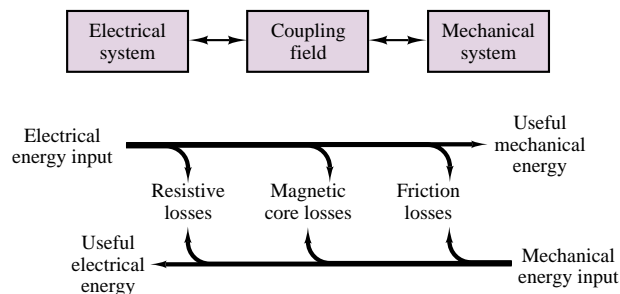 Electrical
system
Coupling
field
Mechanical
system
Electrical
energy input
Useful
mechanical
energy
Resistive
losses
Magnetic
core losses
Friction
losses
Useful
electrical
energy
Mechanical
energy input